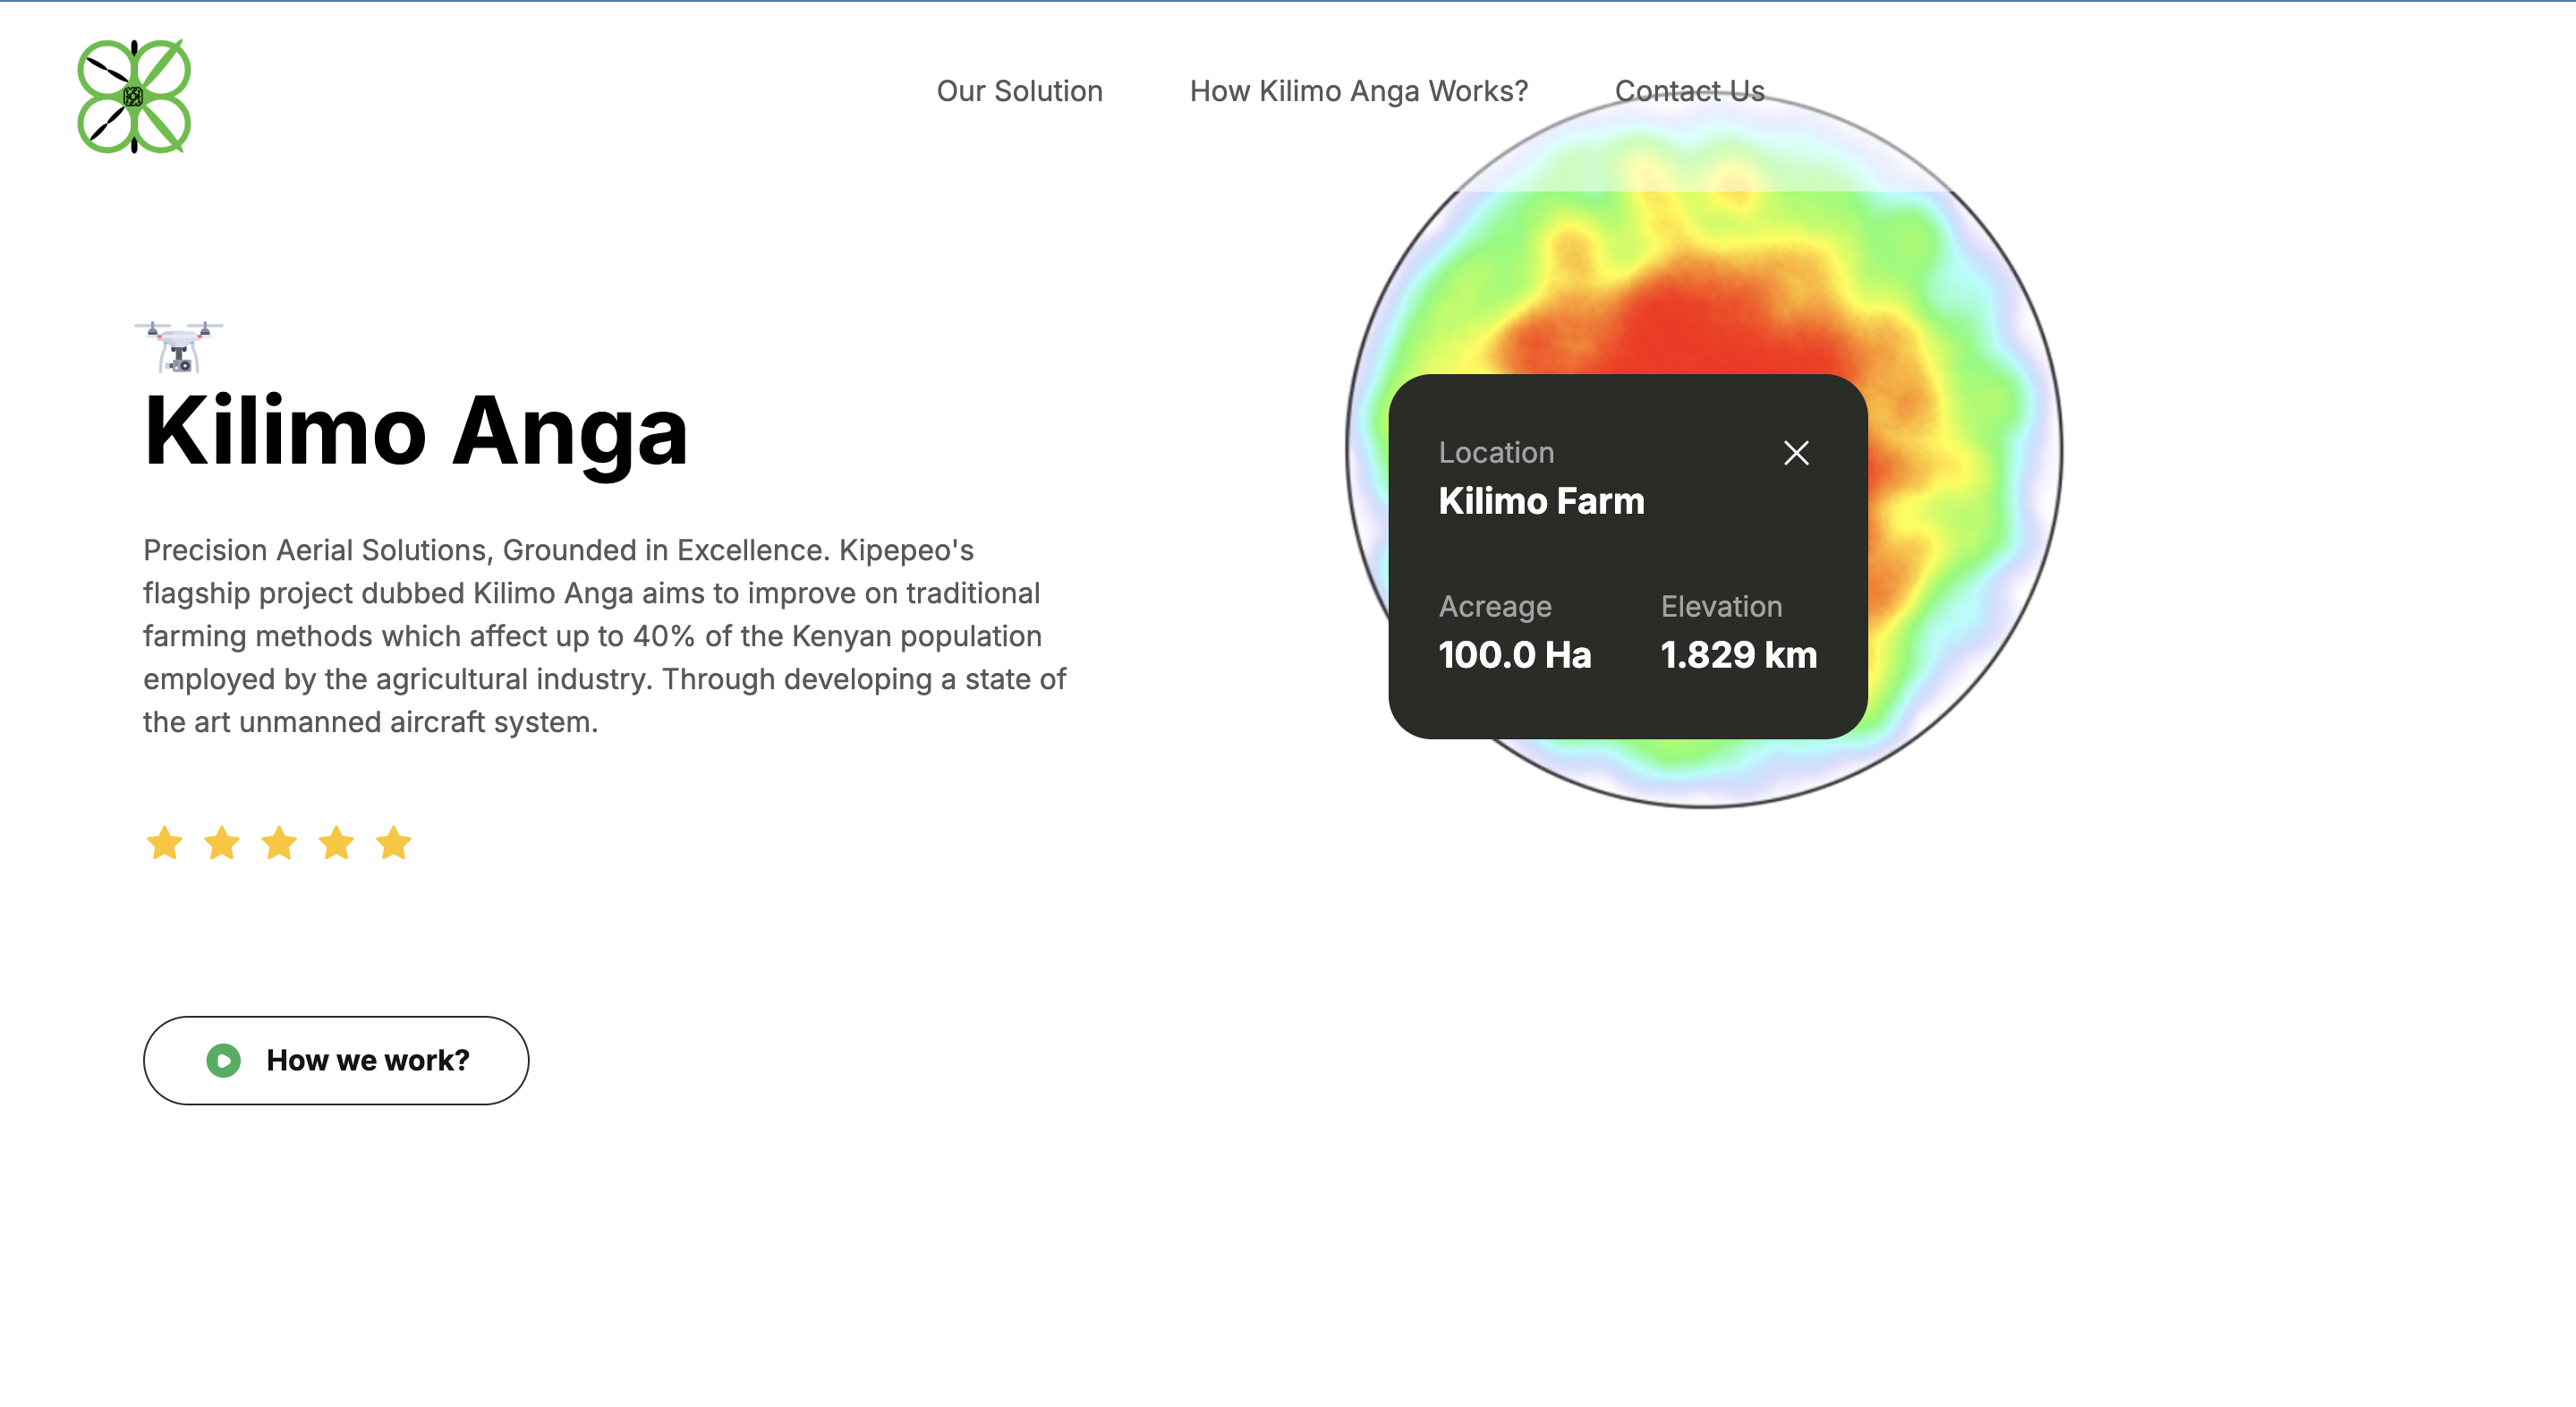 Our Solution
How Kilimo Anga Works?
Contact Us
Kilimo Anga
Precision Aerial Solutions, Grounded in Excellence. Kipepeo's
flagship project dubbed Kilimo Anga aims to improve on traditional
farming methods which affect up to 40% of the Kenyan population
employed by the agricultural industry. Through developing a state of
the art unmanned aircraft system.
How we work?
Location
Kilimo Farm
Acreage
100.0 Ha
Elevation
1.829 km